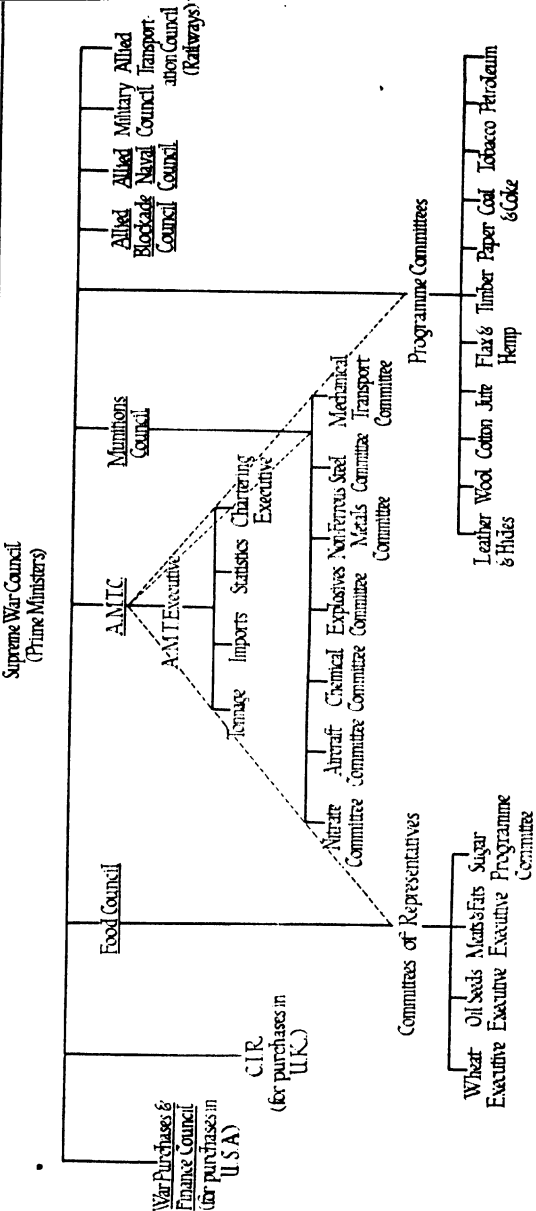 Supreme War Council
(Prime Ministers)
War Purchases &
Finance Council
(for purchases in
U.S.A.)
C.I.R.
(for purchases in
U.K.)
Food Council
A.M.T.C.
Munitions
Council
Allied
Blockade
Council
Allied
Naval
Council
Military
Council
Allied
Transport-
ation Council
(Railways)
A.M.T. Executive
Tonnage
Imports
Statistics
Chartering
Executive
Nitrate
Committee
Aircraft
Committee
Chemical
Committee
Explosives
Committee
Non Ferrous
Metals
Committee
Steel
Committee
Mechanical
Transport
Committee
Committees of Representatives
Wheat
Executive
Oil Seeds
Executive
Meats & Fats
Executive
Sugar
Programme
Committee
Programme Committees
Leather
& Hides
Wool
Cotton
Jute
Flax &
Hemp
Timber
Paper
Coal
& Coke
Tobacco
Petroleum